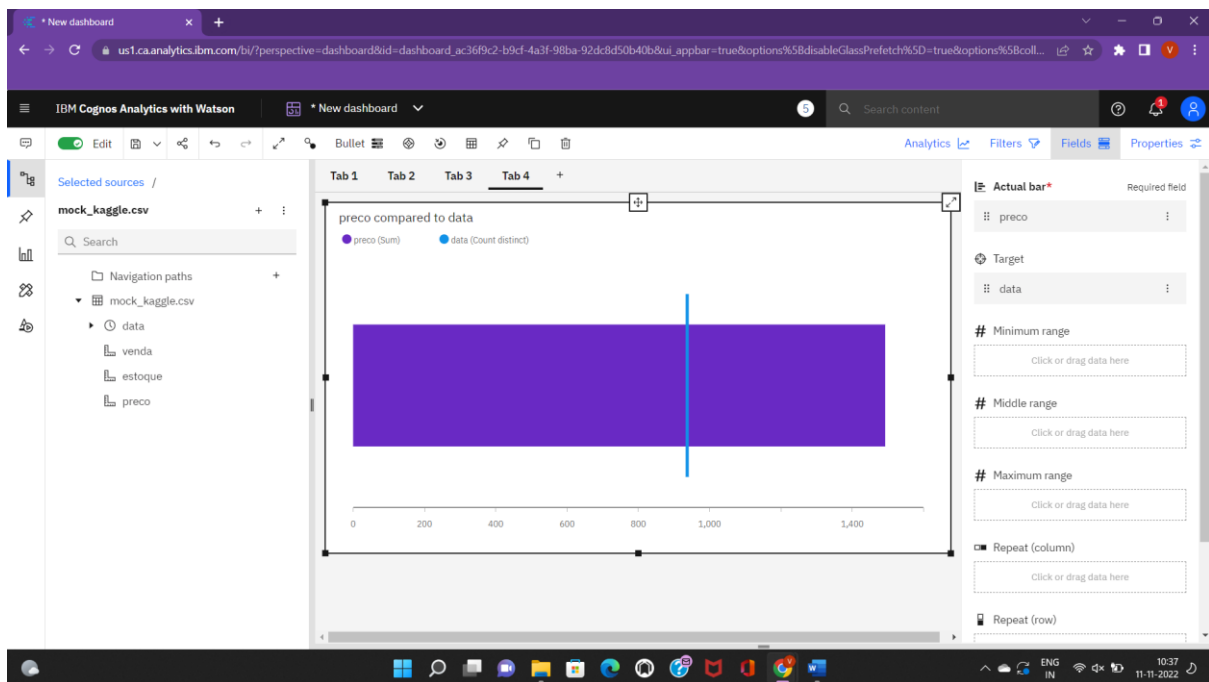 * New dashboard
us1.ca.analytics.ibm.com/bi/?perspective=dashboard&id=dashboard_ac36f9c2-b9cf-4a3f-98ba-92dc8d50b40b&ui_appbar=true&options%5BdisableGlassPrefetch%5D=true&options%5Bcoll...
V
IBM Cognos Analytics with Watson
* New dashboard
5
Search content
Edit
Bullet
Analytics
Filters
Fields
Properties
Selected sources /
mock_kaggle.csv
Search
Navigation paths
mock_kaggle.csv
data
venda
estoque
preco
Tab 1 Tab 2 Tab 3 Tab 4
preco compared to data
preco (Sum) data (Count distinct)
0 200 400 600 800 1,000 1,400
Actual bar* Required field
preco
Target
data
Minimum range
Click or drag data here
Middle range
Click or drag data here
Maximum range
Click or drag data here
Repeat (column)
Click or drag data here
Repeat (row)
ENG
IN
10:37
11-11-2022